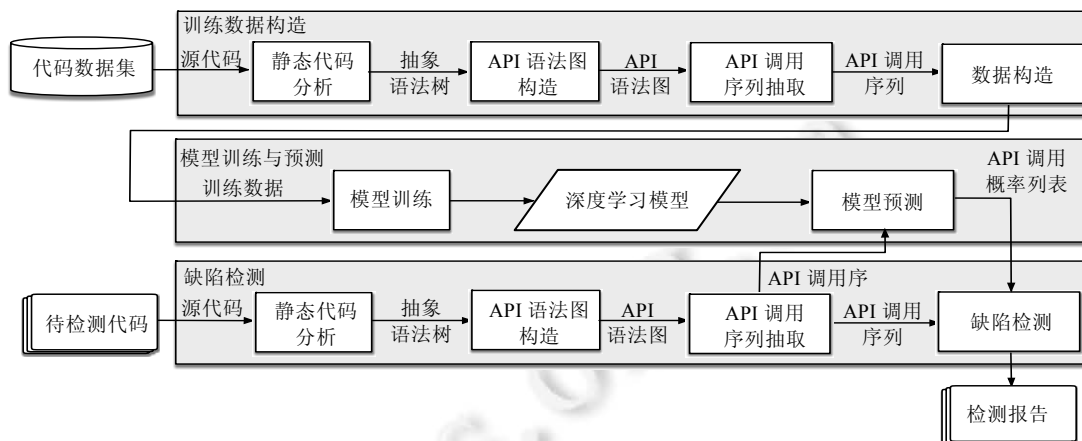 训练数据构造
代码数据集
源代码
静态代码
分析
抽象
语法树
API 语法图
构造
API
语法图
API 调用
序列抽取
API 调用
序列
数据构造
模型训练与预测
训练数据
模型训练
深度学习模型
模型预测
API 调用
概率列表
缺陷检测
待检测代码
源代码
静态代码
分析
抽象
语法树
API 语法图
构造
API
语法图
API 调用序
API 调用
序列抽取
API 调用
序列
缺陷检测
检测报告